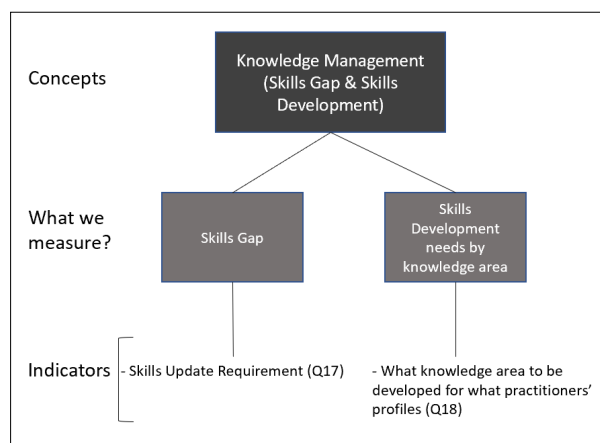 Concepts
Knowledge Management
(Skills Gap & Skills
Development)
What we
measure?
Skills Gap
Skills
Development
needs by
knowledge area
Indicators
- Skills Update Requirement (Q17)
- What knowledge area to be
developed for what practitioners'
profiles (Q18)